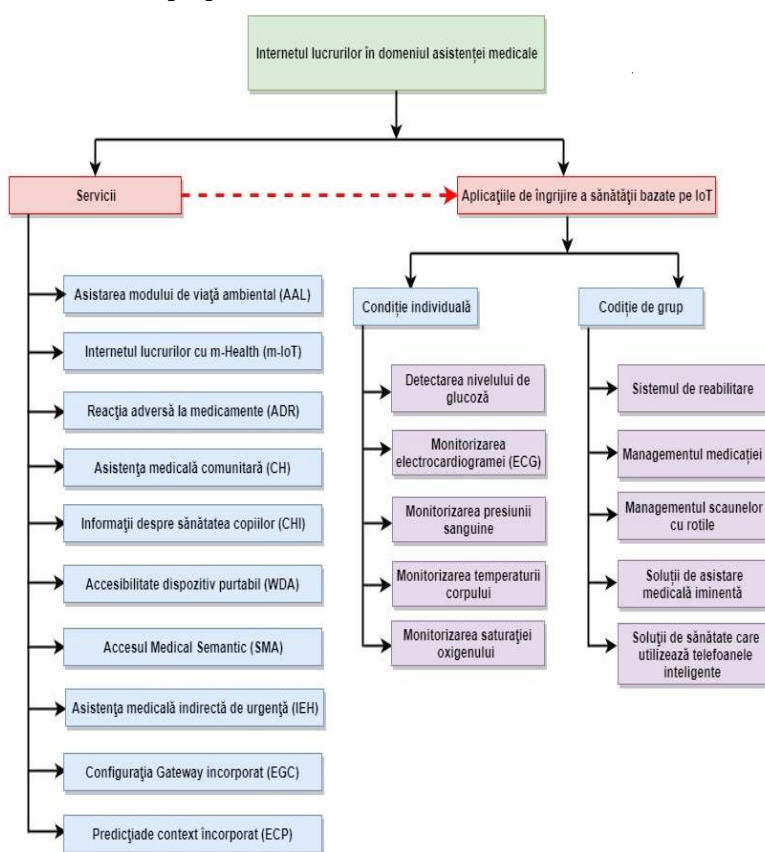 Internetul lucrurilor în domeniul asistenței medicale
Servicii
Aplicaţiile de îngrijire a sănătăţii bazate pe IoT
Asistarea modului de viaţă ambiental (AAL)
Internetul lucrurilor cu m-Health (m-IoT)
Reacţia adversă la medicamente (ADR)
Asistenţa medicală comunitară (CH)
Informaţii despre sănătatea copiilor (CHI)
Accesibilitate dispozitiv purtabil (WDA)
Accesul Medical Semantic (SMA)
Asistenţa medicală indirectă de urgenţă (IEH)
Configuraţia Gateway incorporat (EGC)
Predicţiade context încorporat (ECP)
Condiție individuală
Detectarea nivelului de
glucoză
Monitorizarea
electrocardiogramei (ECG)
Monitorizarea presiunii
sanguine
Monitorizarea temperaturii
corpului
Monitorizarea saturaţiei
oxigenului
Codiție de grup
Sistemul de reabilitare
Managementul medicației
Managementul scaunelor
cu rotile
Soluții de asistare
medicală iminentă
Soluţii de sănătate care
utilizează telefoanele
inteligente